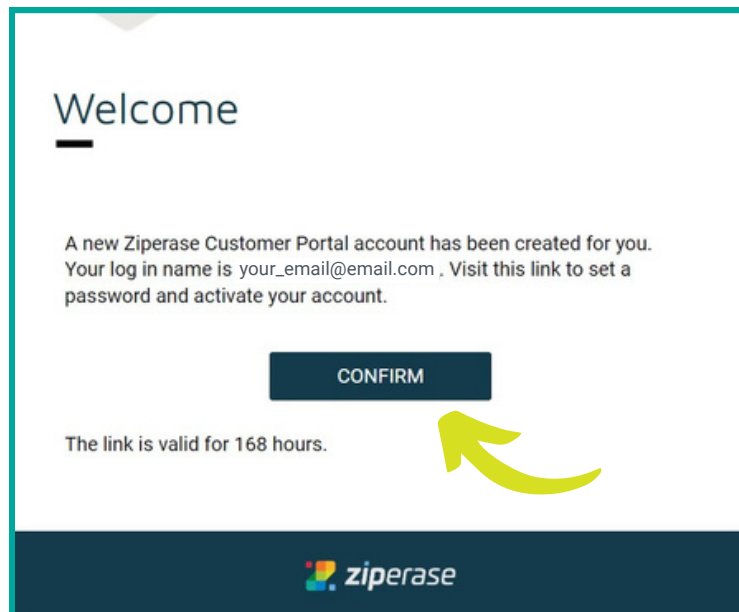 Welcome
A new Ziperase Customer Portal account has been created for you.
Your log in name is your_email@email.com . Visit this link to set a
password and activate your account.
CONFIRM
The link is valid for 168 hours.
ziperase